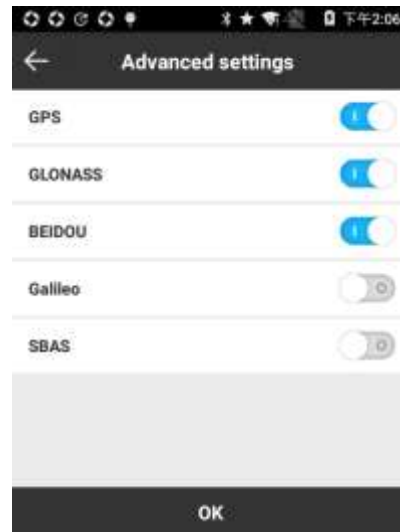 下午2:06
Advanced settings
GPS
GLONASS
BEIDOU
Galileo
SBAS
OK